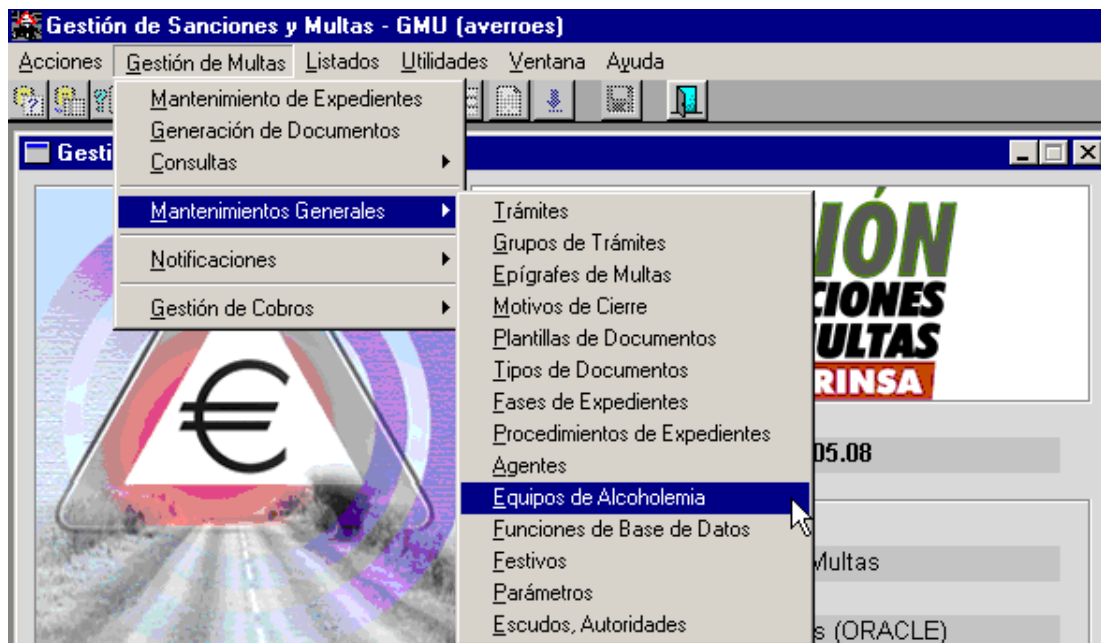 Gestión de Sanciones y Multas - GMU (averroes)
Acciones Gestión de Multas Listados Utilidades Ventana Ayuda
Mantenimiento de Expedientes
Generación de Documentos
Consultas
Mantenimientos Generales
Notificaciones
Gestión de Cobros
Trámites
Grupos de Trámites
Epígrafes de Multas
Motivos de Cierre
Plantillas de Documentos
Tipos de Documentos
Fases de Expedientes
Procedimientos de Expedientes
Agentes
Equipos de Alcoholemia
Funciones de Base de Datos
Festivos
Parámetros
Escudos, Autoridades
Gesti
IÓN
CIONES
ULTAS
RINSA
05.08
Multas
s (ORACLE)
€